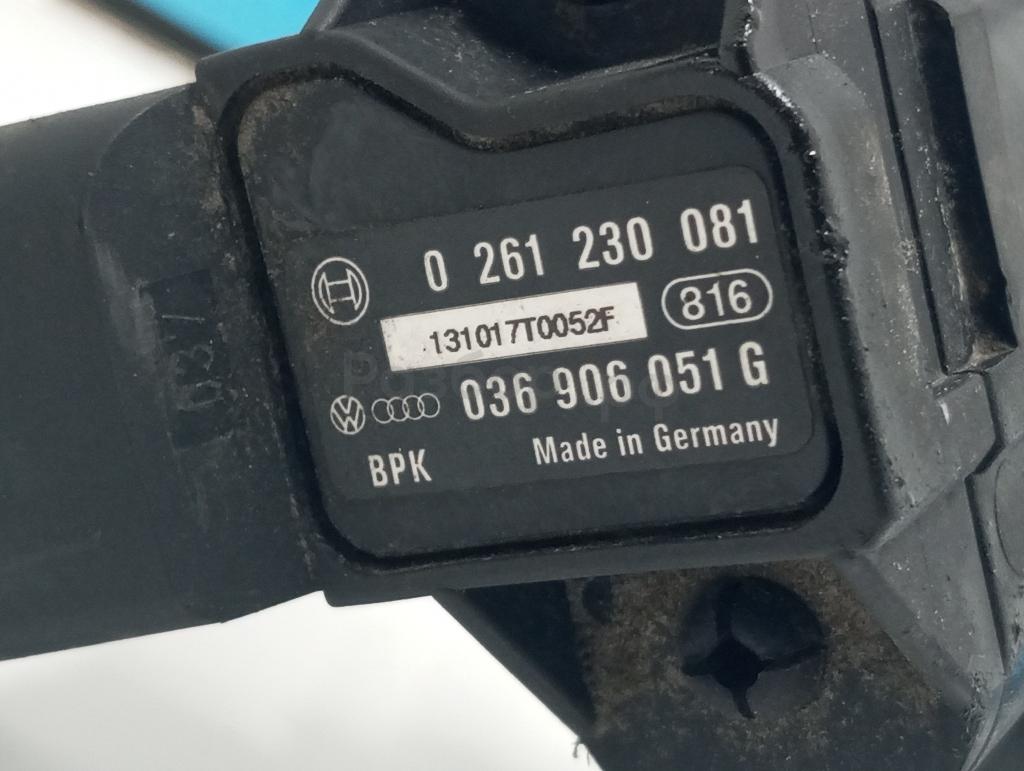 0 261 230 081
131017T0052F
816
036 906 051 G
BPK
Made in Germany